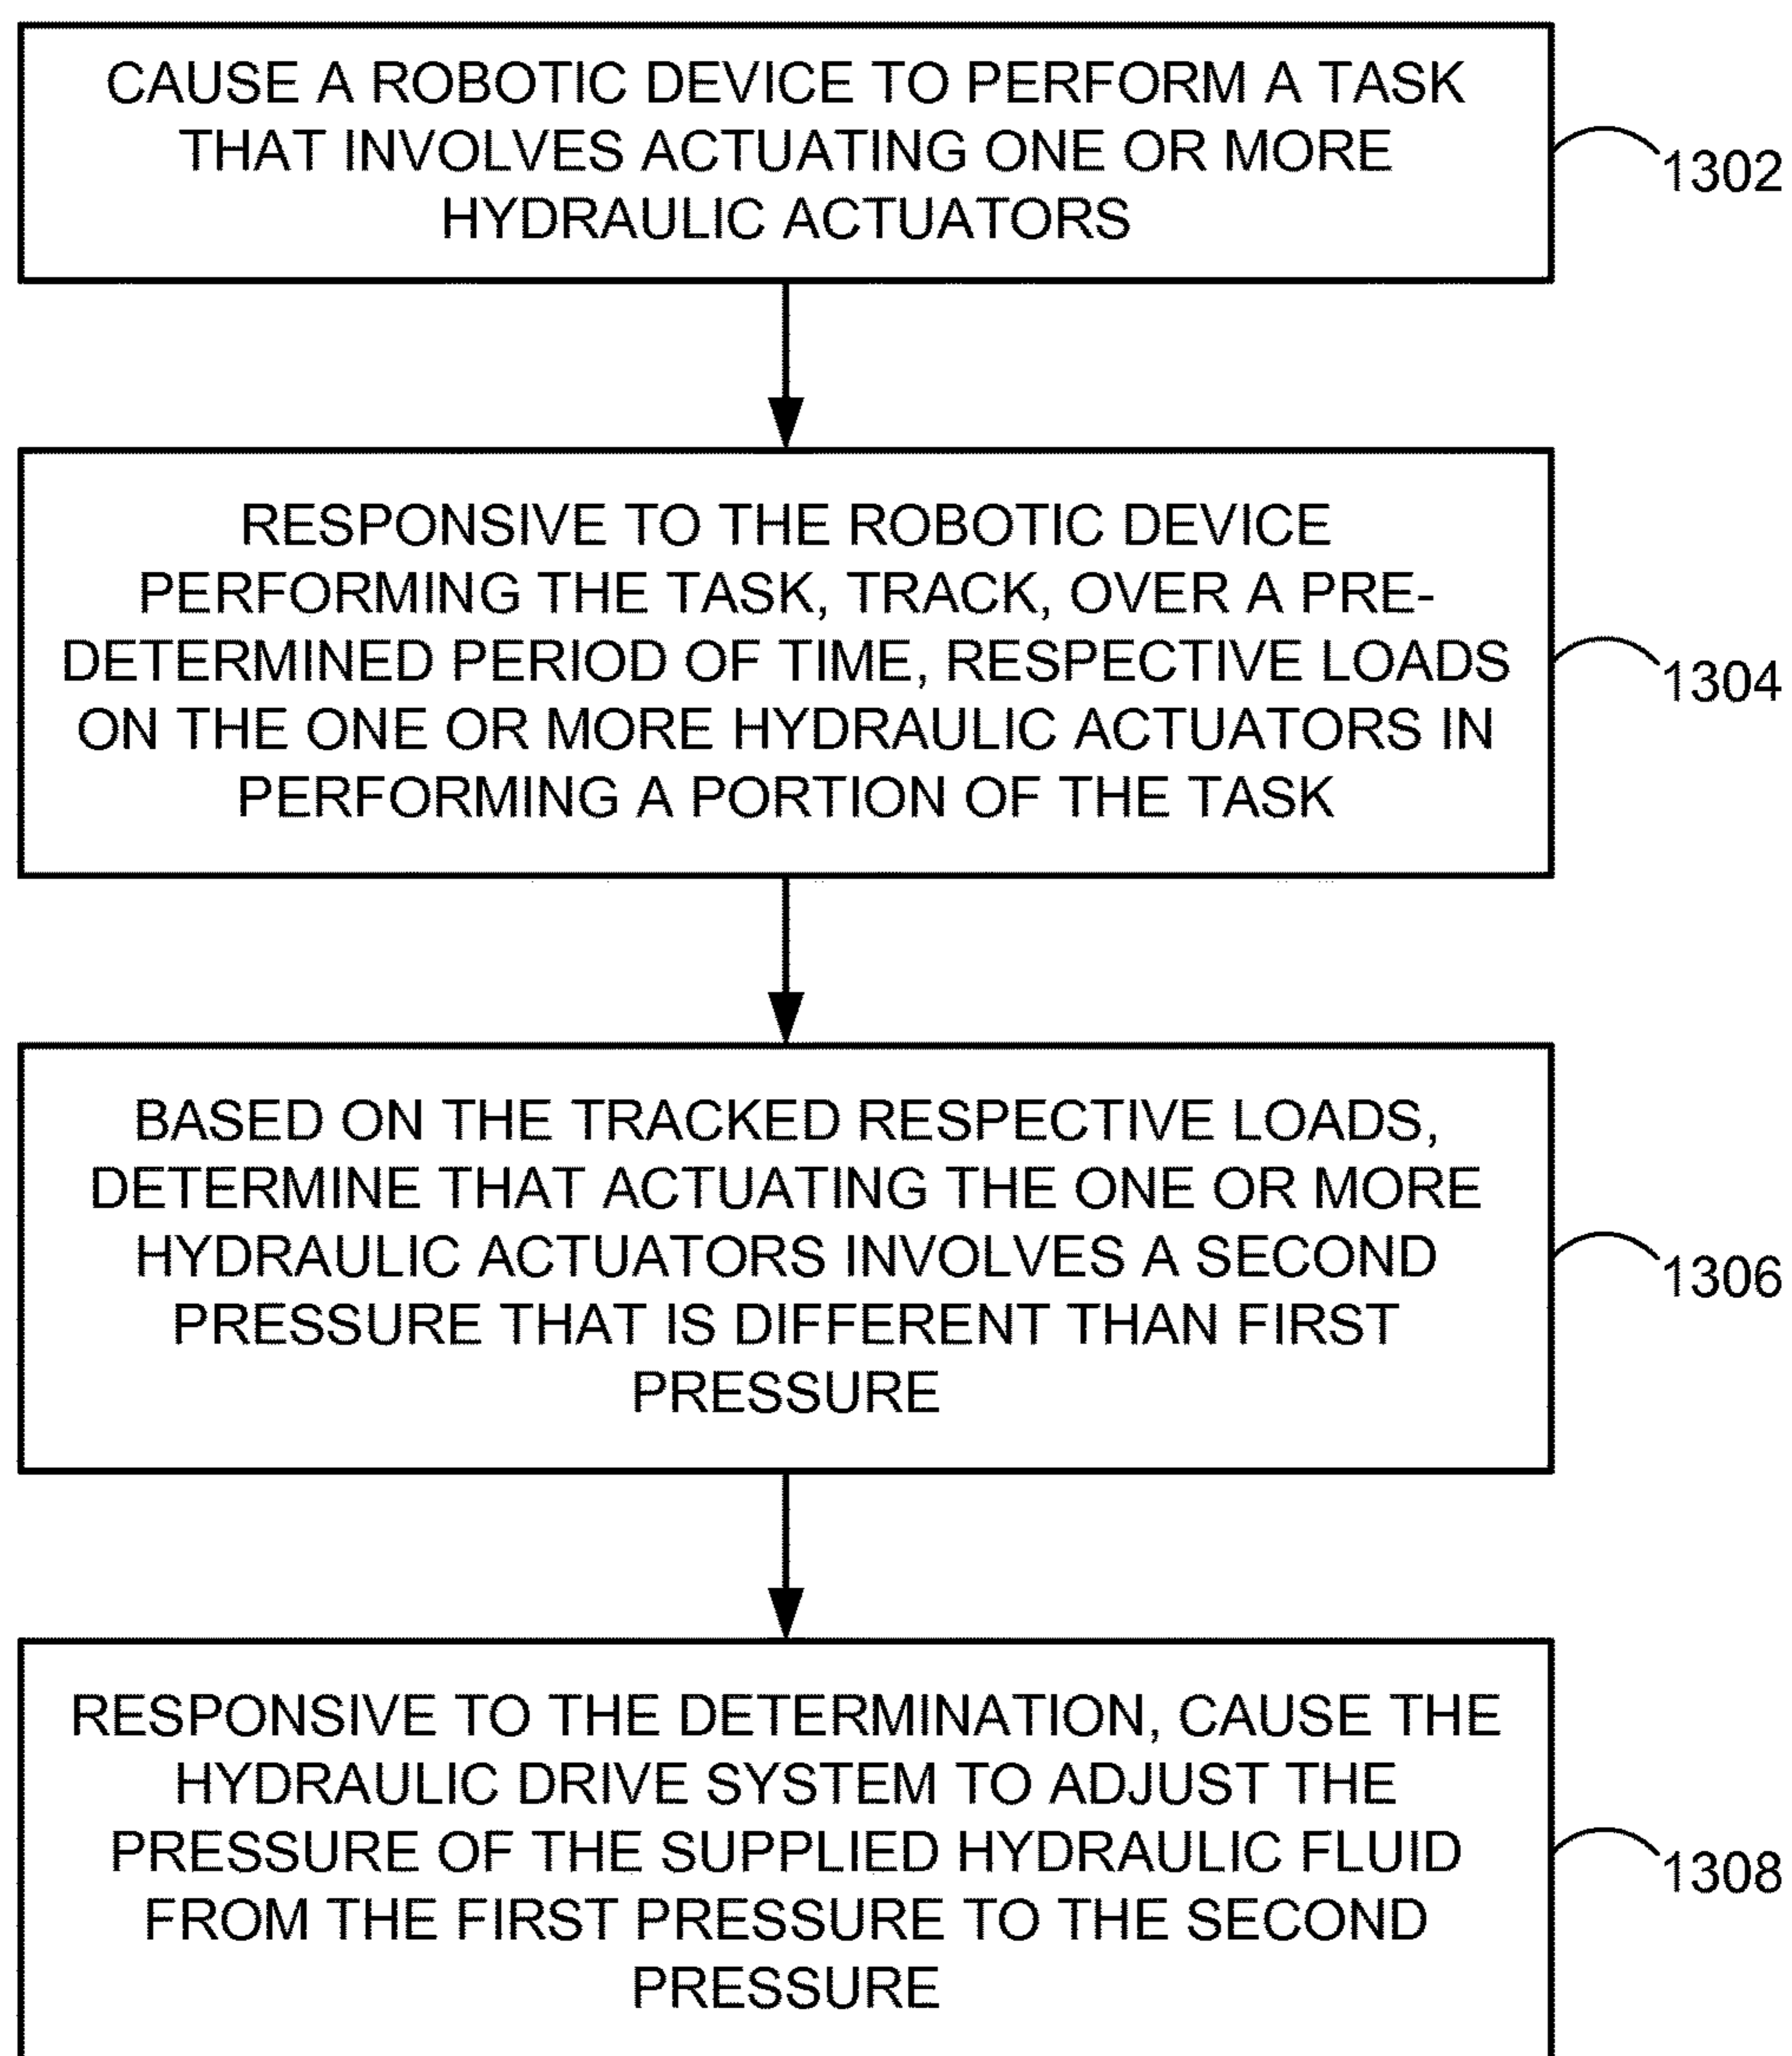 CAUSE A ROBOTIC DEVICE TO PERFORM A TASK
THAT INVOLVES ACTUATING ONE OR MORE
HYDRAULIC ACTUATORS
1302
RESPONSIVE TO THE ROBOTIC DEVICE
PERFORMING THE TASK, TRACK, OVER A PRE-
DETERMINED PERIOD OF TIME, RESPECTIVE LOADS
ON THE ONE OR MORE HYDRAULIC ACTUATORS IN
PERFORMING A PORTION OF THE TASK
1304
BASED ON THE TRACKED RESPECTIVE LOADS,
DETERMINE THAT ACTUATING THE ONE OR MORE
HYDRAULIC ACTUATORS INVOLVES A SECOND
PRESSURE THAT IS DIFFERENT THAN FIRST
PRESSURE
1306
RESPONSIVE TO THE DETERMINATION, CAUSE THE
HYDRAULIC DRIVE SYSTEM TO ADJUST THE
PRESSURE OF THE SUPPLIED HYDRAULIC FLUID
FROM THE FIRST PRESSURE TO THE SECOND
PRESSURE
1308